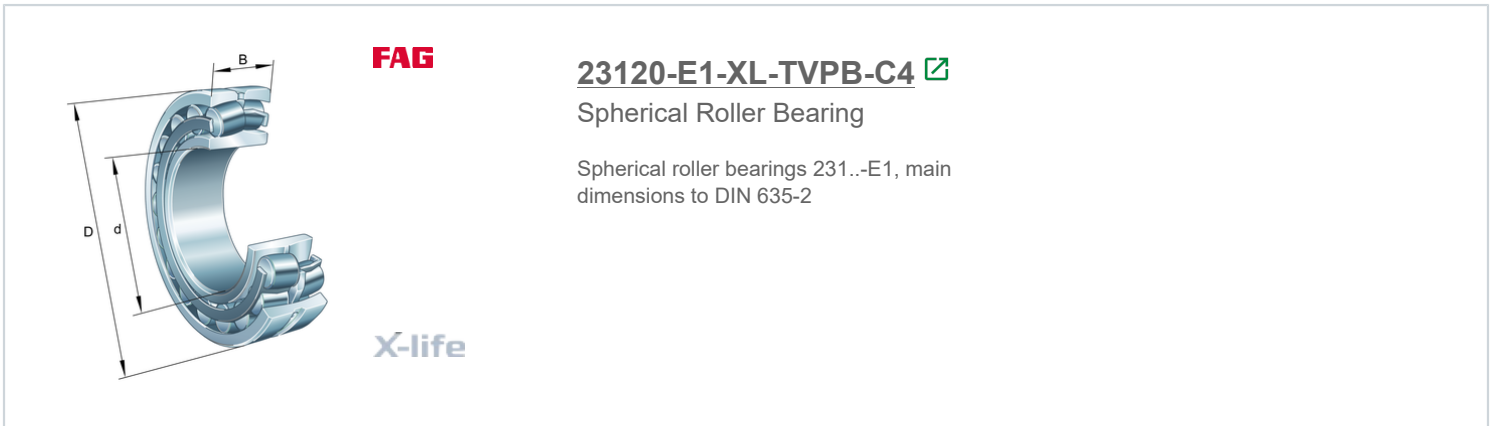 B
D
d
FAG
X-life
23120-E1-XL-TVPB-C4
Spherical Roller Bearing
Spherical roller bearings 231..-E1, main
dimensions to DIN 635-2